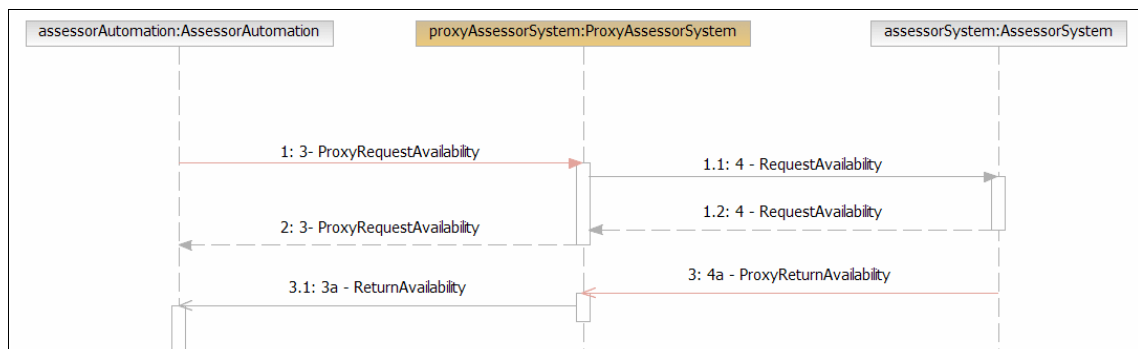 assessorAutomation:AssessorAutomation
proxyAssessorSystem:ProxyAssessorSystem
assessorSystem:AssessorSystem
1: 3- ProxyRequestAvailability
1.1: 4 - RequestAvailability
1.2: 4 - RequestAvailability
2: 3- ProxyRequestAvailability
3: 4a - ProxyReturnAvailability
3.1: 3a - ReturnAvailability